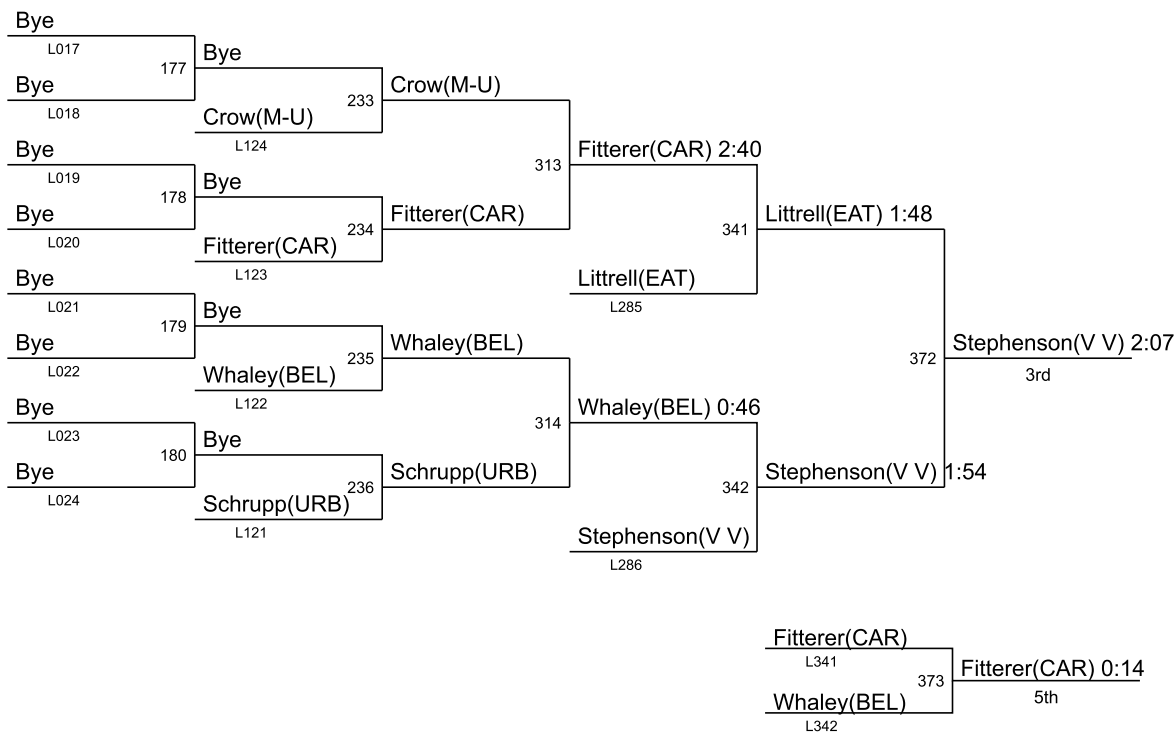 Bye
L017
177
Bye
Bye
L018
233
Crow(M-U)
Crow(M-U)
L124
Bye
L019
178
Bye
Bye
L020
234
Fitterer(CAR)
Fitterer(CAR)
L123
313
Fitterer(CAR) 2:40
341
Littrell(EAT) 1:48
Littrell(EAT)
L285
Bye
L021
179
Bye
Bye
L022
235
Whaley(BEL)
Whaley(BEL)
L122
Bye
L023
180
Bye
Bye
L024
236
Schrupp(URB)
Schrupp(URB)
L121
314
Whaley(BEL) 0:46
342
Stephenson(V V) 1:54
Stephenson(V V)
L286
372
Stephenson(V V) 2:07
3rd
Fitterer(CAR)
L341
373
Fitterer(CAR) 0:14
5th
Whaley(BEL)
L342